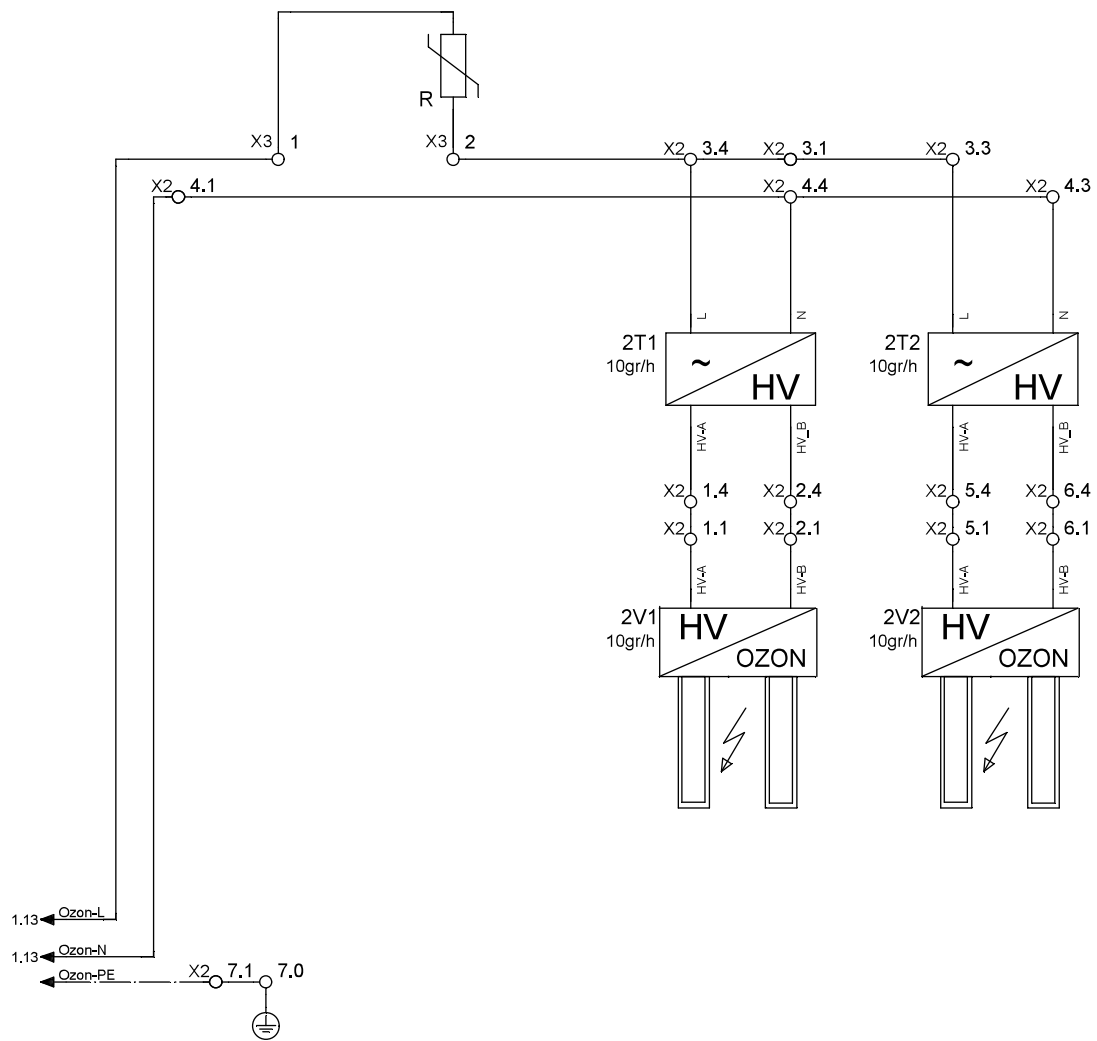 R
X3 1
X3 2
X2 3.4
X2 3.1
X2 3.3
X2 4.1
X2 4.4
X2 4.3
L
N
L
N
2T1
10gr/h
~
HV
2T2
10gr/h
~
HV
HV-A
HV_B
HV-A
HV_B
X2 1.4
X2 2.4
X2 5.4
X2 6.4
X2 1.1
X2 2.1
X2 5.1
X2 6.1
HV-A
HV-B
HV-A
HV-B
2V1
10gr/h
HV
OZON
2V2
10gr/h
HV
OZON
1.13 Ozon-L
1.13 Ozon-N
Ozon-PE
X2 7.1
7.0